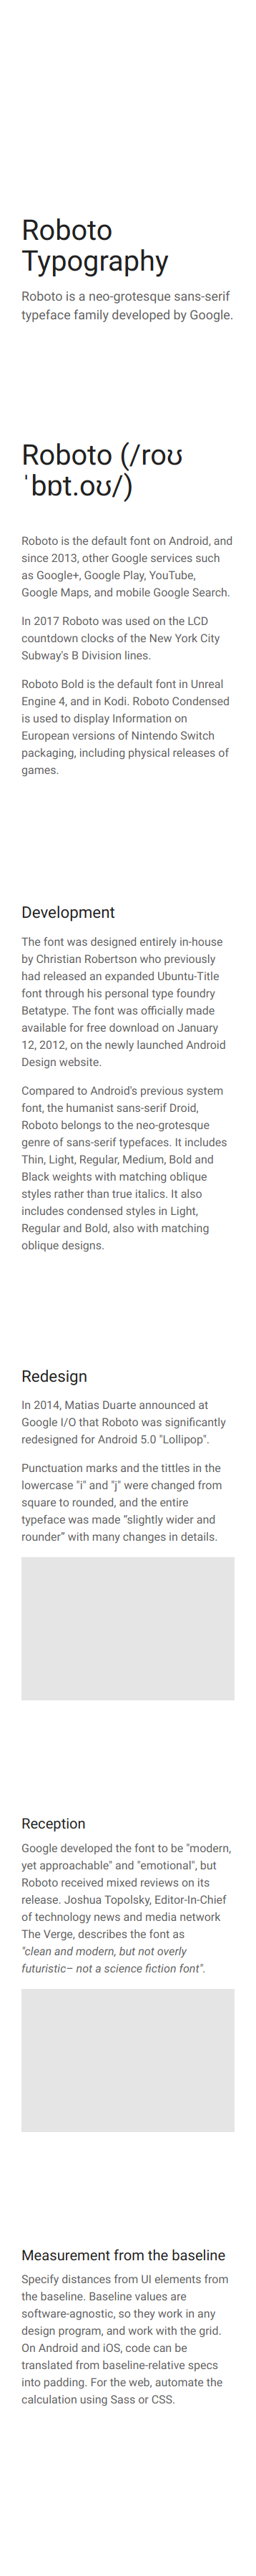 Roboto
Typography
Roboto is a neo-grotesque sans-serif
typeface family developed by Google.
Roboto (/roʊ
ˈbɒt.oʊ/)
Roboto is the default font on Android, and
since 2013, other Google services such
as Google+, Google Play, YouTube,
Google Maps, and mobile Google Search.
In 2017 Roboto was used on the LCD
countdown clocks of the New York City
Subway's B Division lines.
Roboto Bold is the default font in Unreal
Engine 4, and in Kodi. Roboto Condensed
is used to display Information on
European versions of Nintendo Switch
packaging, including physical releases of
games.
Development
The font was designed entirely in-house
by Christian Robertson who previously
had released an expanded Ubuntu-Title
font through his personal type foundry
Betatype. The font was officially made
available for free download on January
12, 2012, on the newly launched Android
Design website.
Compared to Android's previous system
font, the humanist sans-serif Droid,
Roboto belongs to the neo-grotesque
genre of sans-serif typefaces. It includes
Thin, Light, Regular, Medium, Bold and
Black weights with matching oblique
styles rather than true italics. It also
includes condensed styles in Light,
Regular and Bold, also with matching
oblique designs.
Redesign
In 2014, Matias Duarte announced at
Google I/O that Roboto was significantly
redesigned for Android 5.0 "Lollipop".
Punctuation marks and the tittles in the
lowercase "i" and "j" were changed from
square to rounded, and the entire
typeface was made “slightly wider and
rounder” with many changes in details.
Reception
Google developed the font to be "modern,
yet approachable" and "emotional", but
Roboto received mixed reviews on its
release. Joshua Topolsky, Editor-In-Chief
of technology news and media network
The Verge, describes the font as
"clean and modern, but not overly
futuristic– not a science fiction font".
Measurement from the baseline
Specify distances from UI elements from
the baseline. Baseline values are
software-agnostic, so they work in any
design program, and work with the grid.
On Android and iOS, code can be
translated from baseline-relative specs
into padding. For the web, automate the
calculation using Sass or CSS.